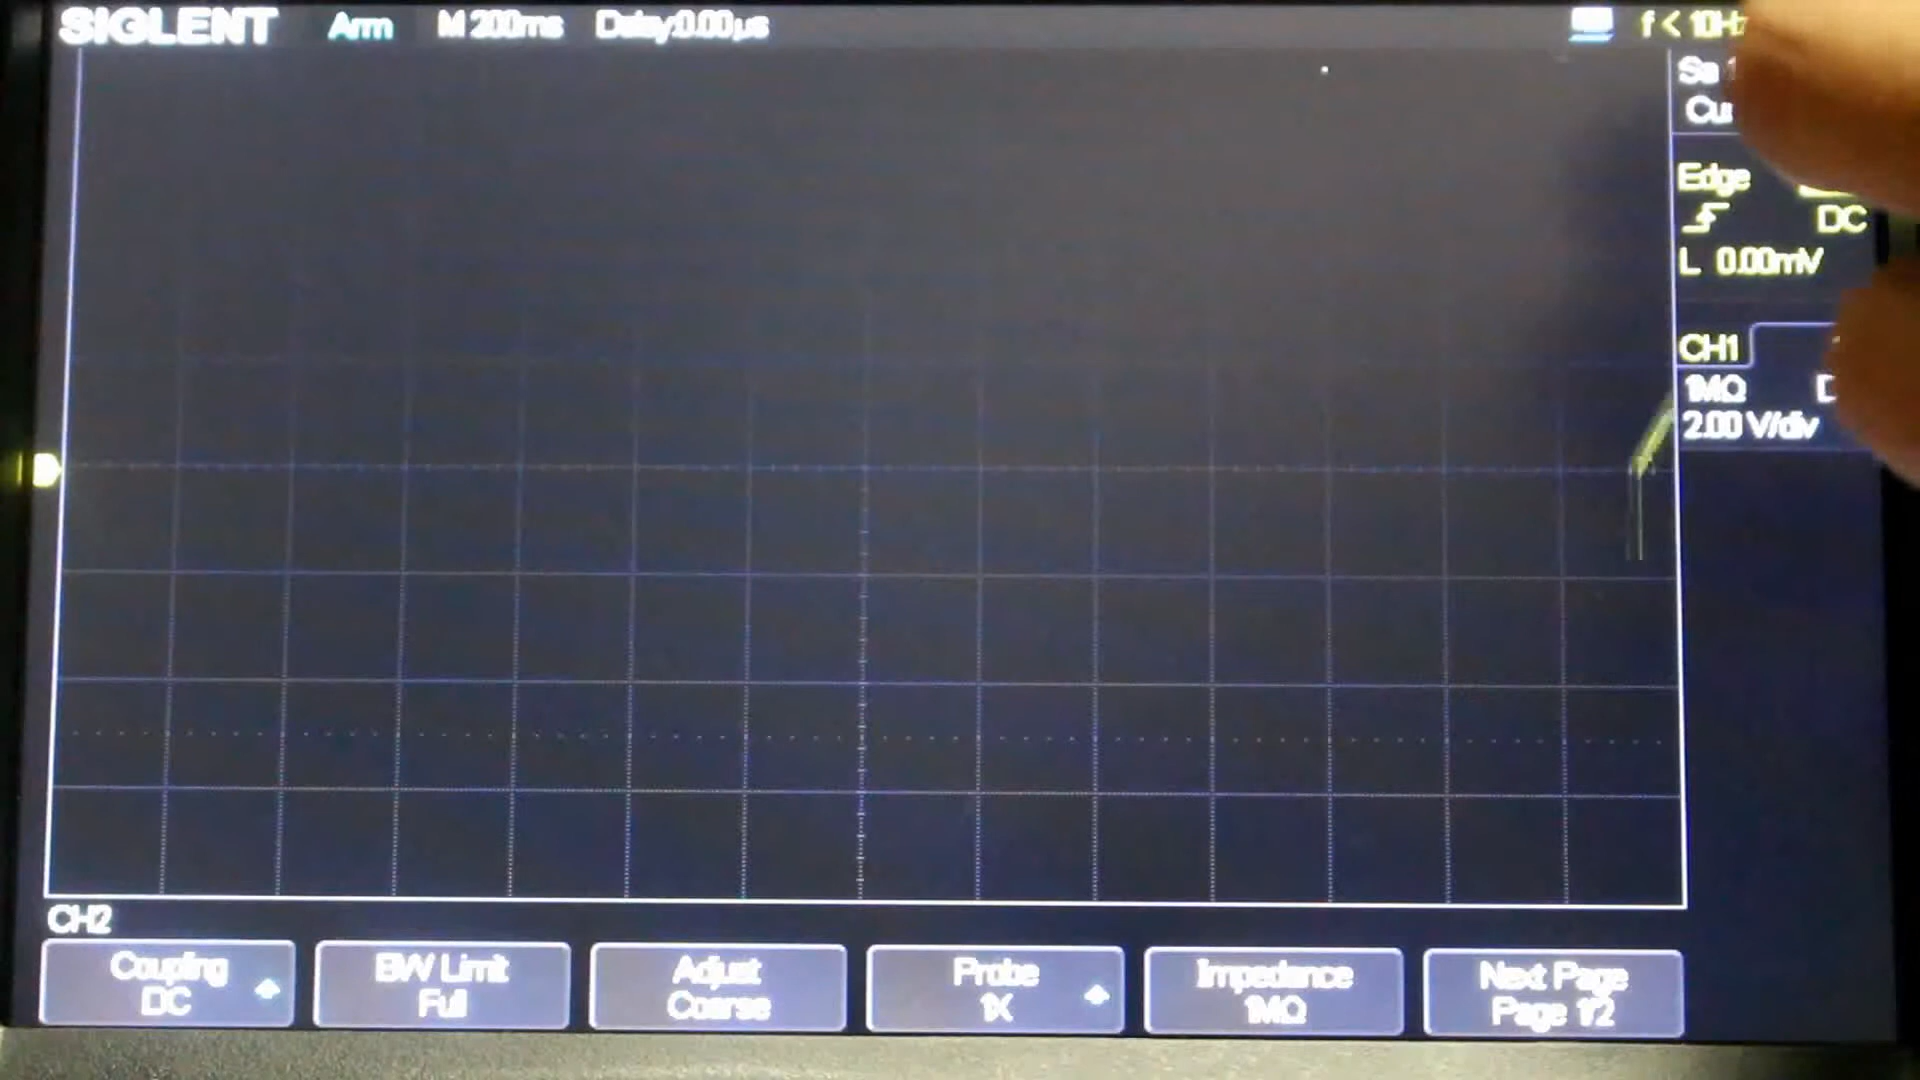 SIGLENT Arm M 200ms Delay:0.00µs f < 10Hz
Sa
Edge
DC
L 0.00mV
CH1
1MΩ
2.00 V/div
CH2
Coupling
DC
BW Limit
Full
Adjust
Coarse
Probe
1X
Impedance
1MΩ
Next Page
Page 1/2